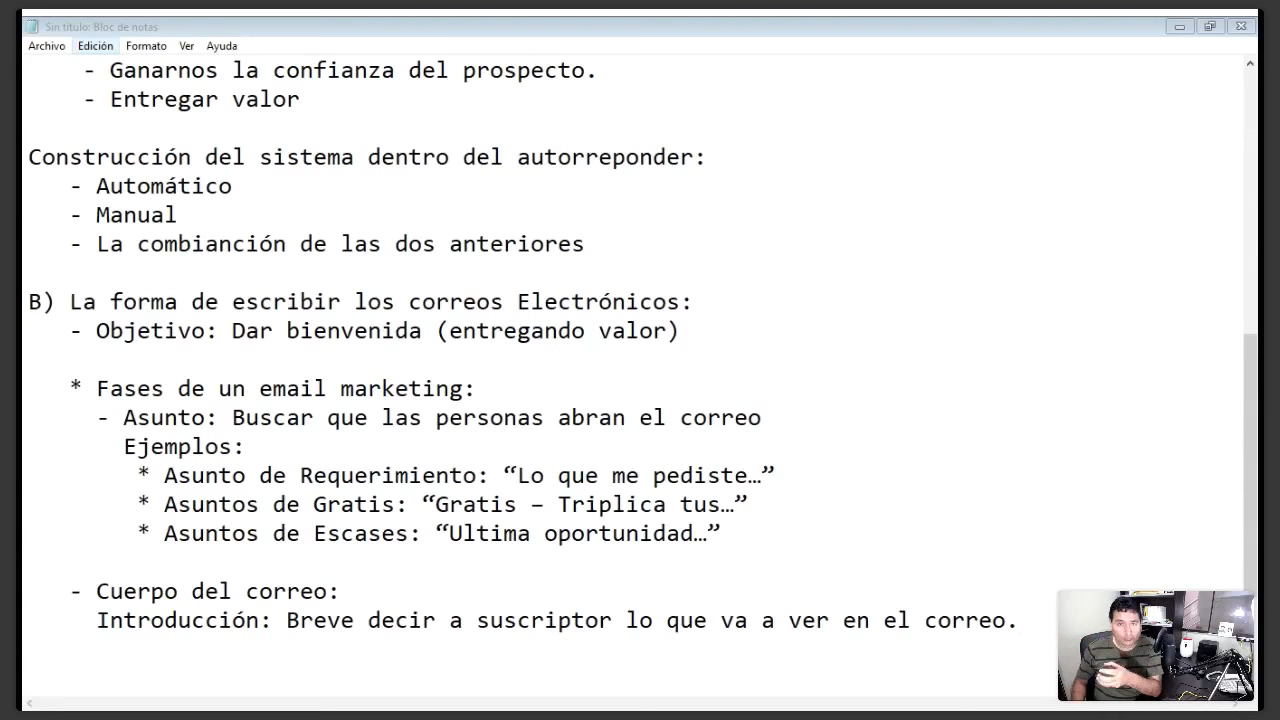 Sin título: Bloc de notas
Archivo Edición Formato Ver Ayuda
- Ganarnos la confianza del prospecto.
- Entregar valor
Construcción del sistema dentro del autorreponder:
- Automático
- Manual
- La combianción de las dos anteriores
B) La forma de escribir los correos Electrónicos:
- Objetivo: Dar bienvenida (entregando valor)
* Fases de un email marketing:
- Asunto: Buscar que las personas abran el correo
Ejemplos:
* Asunto de Requerimiento: “Lo que me pediste…”
* Asuntos de Gratis: “Gratis – Triplica tus…”
* Asuntos de Escases: “Ultima oportunidad…”
- Cuerpo del correo:
Introducción: Breve decir a suscriptor lo que va a ver en el correo.